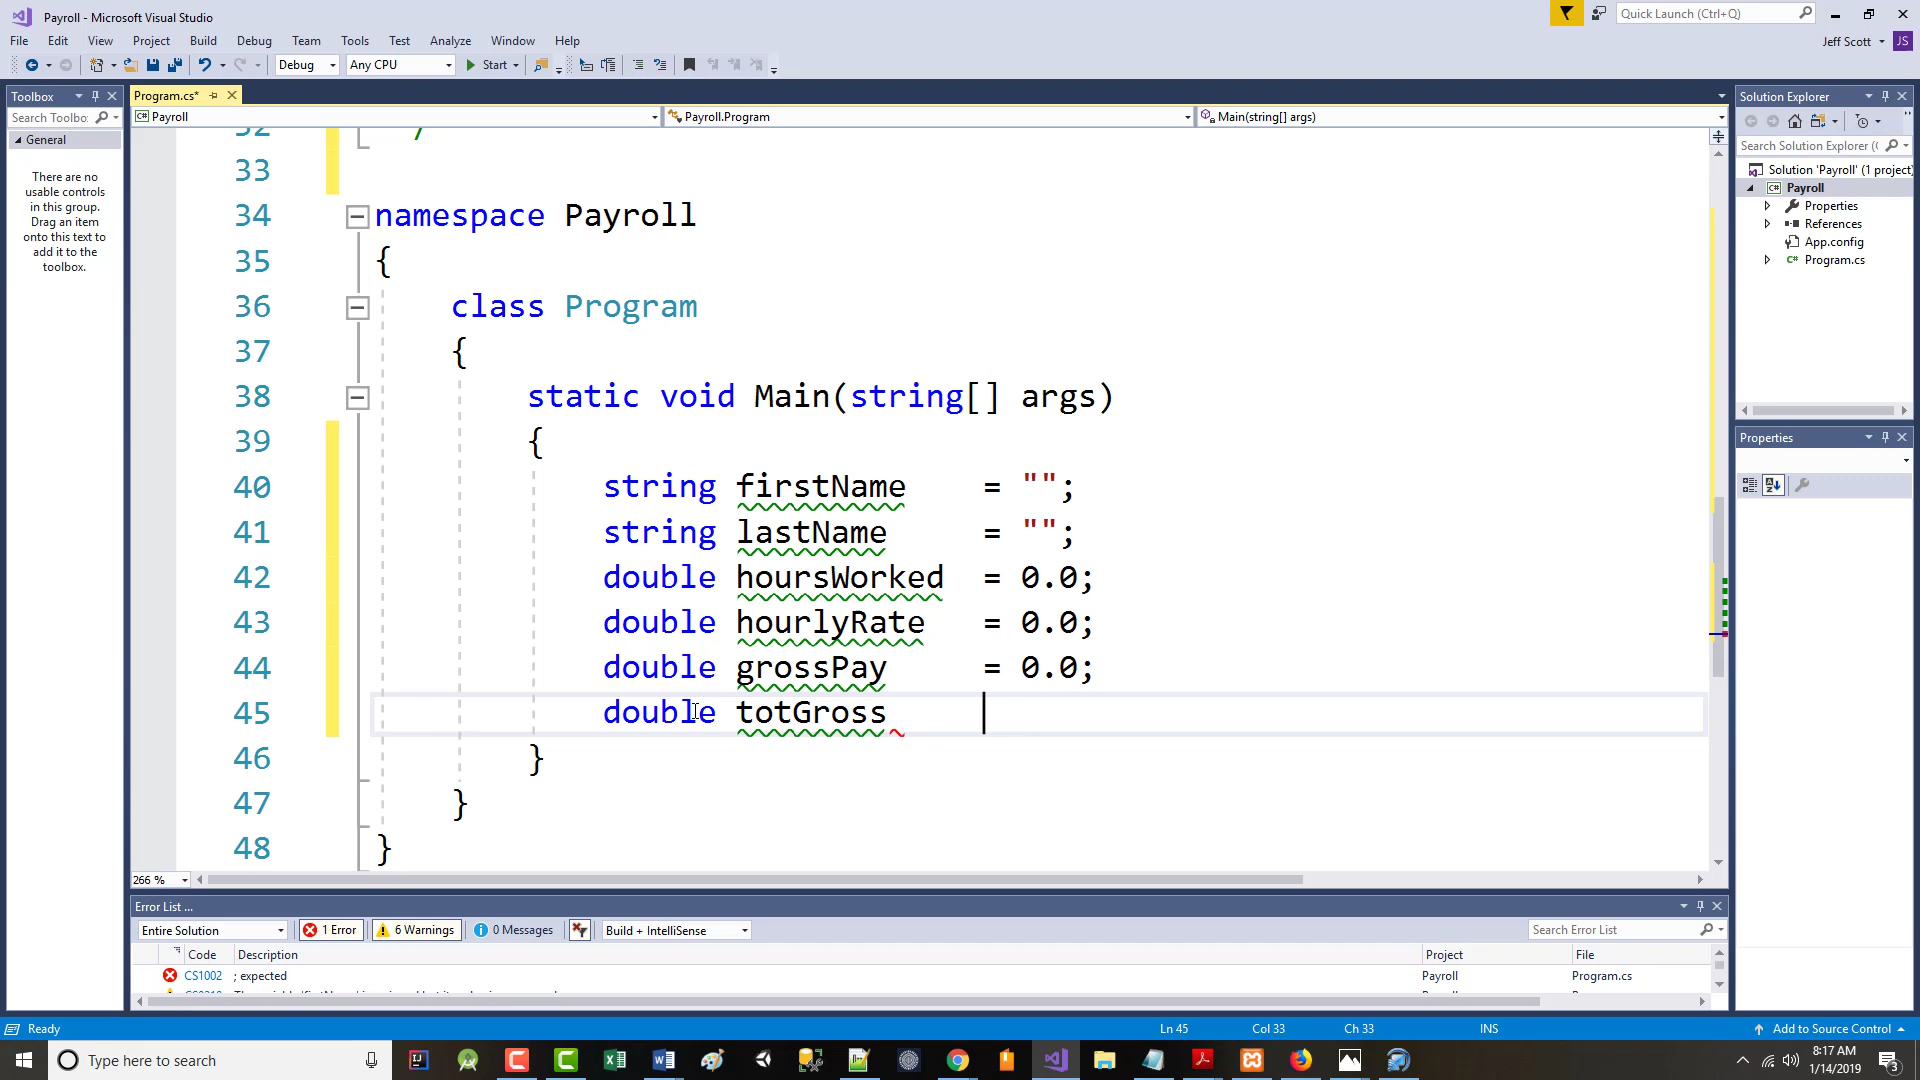 Payroll - Microsoft Visual Studio
Quick Launch (Ctrl+Q)
File Edit View Project Build Debug Team Tools Test Analyze Window Help
Jeff Scott JS
Debug Any CPU Start
Toolbox
Program.cs*
Solution Explorer
Search Toolbo
Payroll Payroll.Program Main(string[] args)
General
Search Solution Explorer (C
There are no
usable controls
in this group.
Drag an item
onto this text to
add it to the
toolbox.
Solution 'Payroll' (1 project)
Payroll
Properties
References
App.config
Program.cs
Properties
32 /
33
34 namespace Payroll
35 {
36 class Program
37 {
38 static void Main(string[] args)
39 {
40 string firstName = "";
41 string lastName = "";
42 double hoursWorked = 0.0;
43 double hourlyRate = 0.0;
44 double grossPay = 0.0;
45 double totGross
46 }
47 }
48 }
266 %
Error List ...
Entire Solution 1 Error 6 Warnings 0 Messages Build + IntelliSense Search Error List
Code Description Project File
CS1002 ; expected Payroll Program.cs
Ready Ln 45 Col 33 Ch 33 INS Add to Source Control
Type here to search
8:17 AM
1/14/2019
3